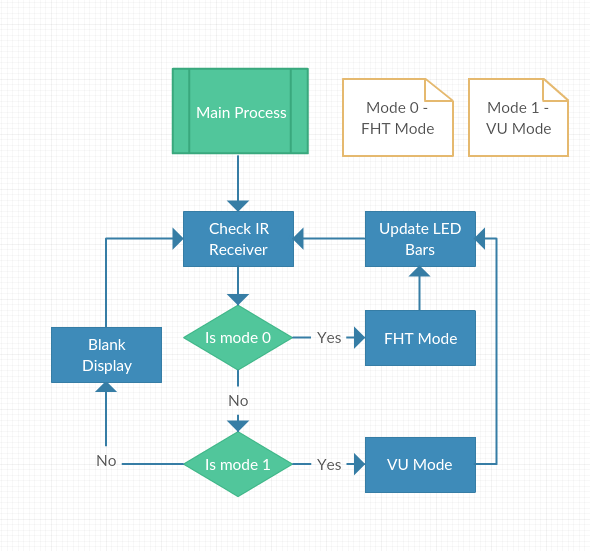 Main Process
Mode 0 -
FHT Mode
Mode 1 -
VU Mode
Check IR
Receiver
Update LED
Bars
Is mode 0
Yes
FHT Mode
Blank
Display
No
No
Is mode 1
Yes
VU Mode